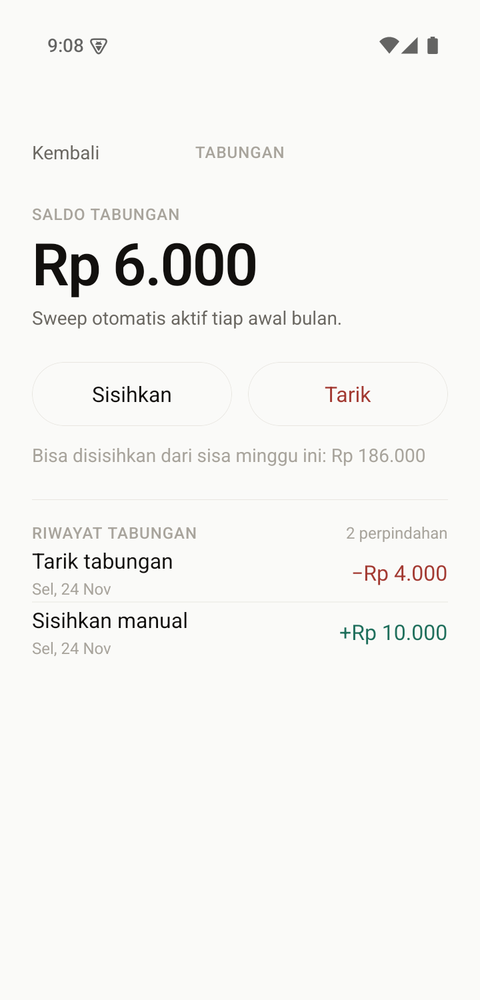 9:08
Kembali
TABUNGAN
SALDO TABUNGAN
Rp 6.000
Sweep otomatis aktif tiap awal bulan.
Sisihkan
Tarik
Bisa disisihkan dari sisa minggu ini: Rp 186.000
RIWAYAT TABUNGAN
2 perpindahan
Tarik tabungan
−Rp 4.000
Sel, 24 Nov
Sisihkan manual
+Rp 10.000
Sel, 24 Nov